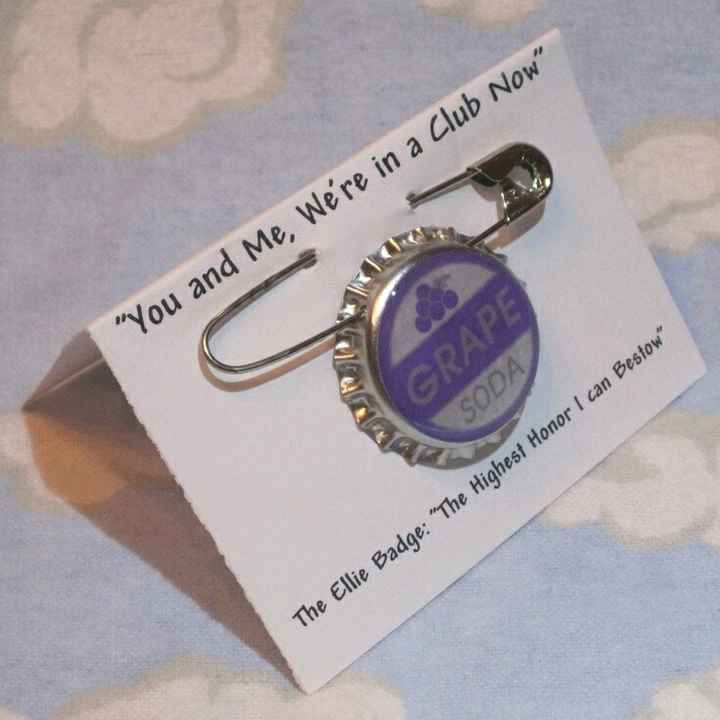 "You and Me, We're in a Club Now"
GRAPE
SODA
The Ellie Badge: "The Highest Honor I can Bestow"